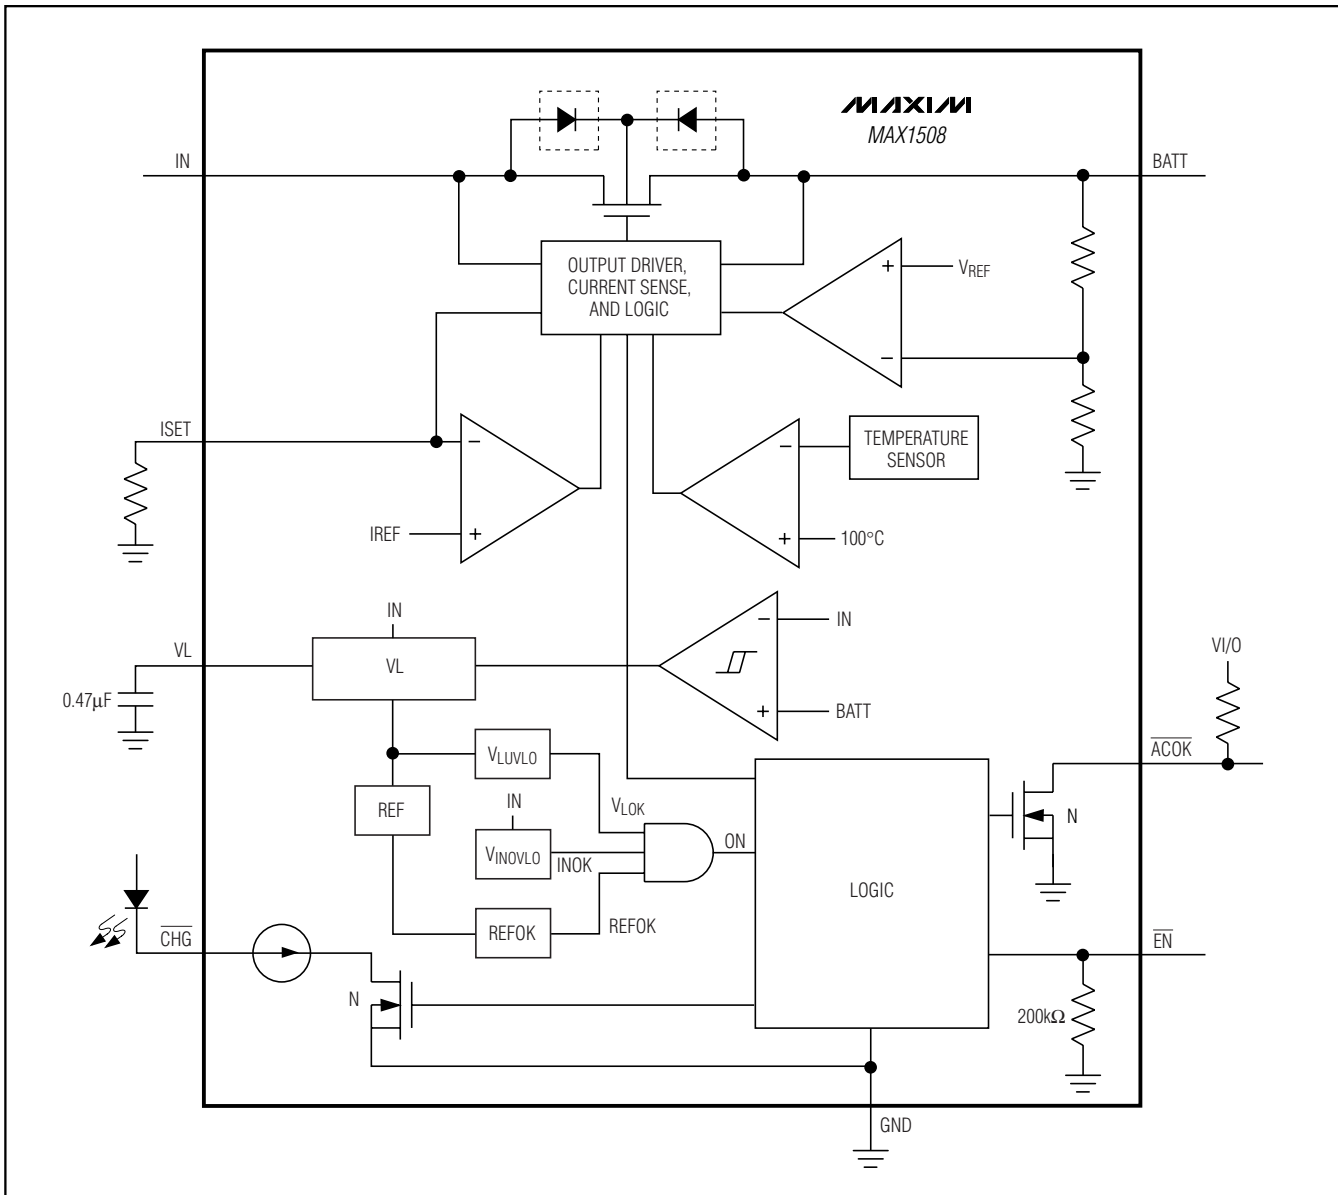 MAXIM
MAX1508
IN
BATT
OUTPUT DRIVER,
CURRENT SENSE,
AND LOGIC
+
VREF
−
ISET
−
TEMPERATURE
SENSOR
−
IREF
+
+
100°C
IN
−
IN
VL
VL
VI/O
0.47µF
+
BATT
ACOK
VLUVLO
REF
VLOK
IN
N
ON
VINOVLO
INOK
LOGIC
CHG
REFOK
REFOK
EN
N
200kΩ
GND